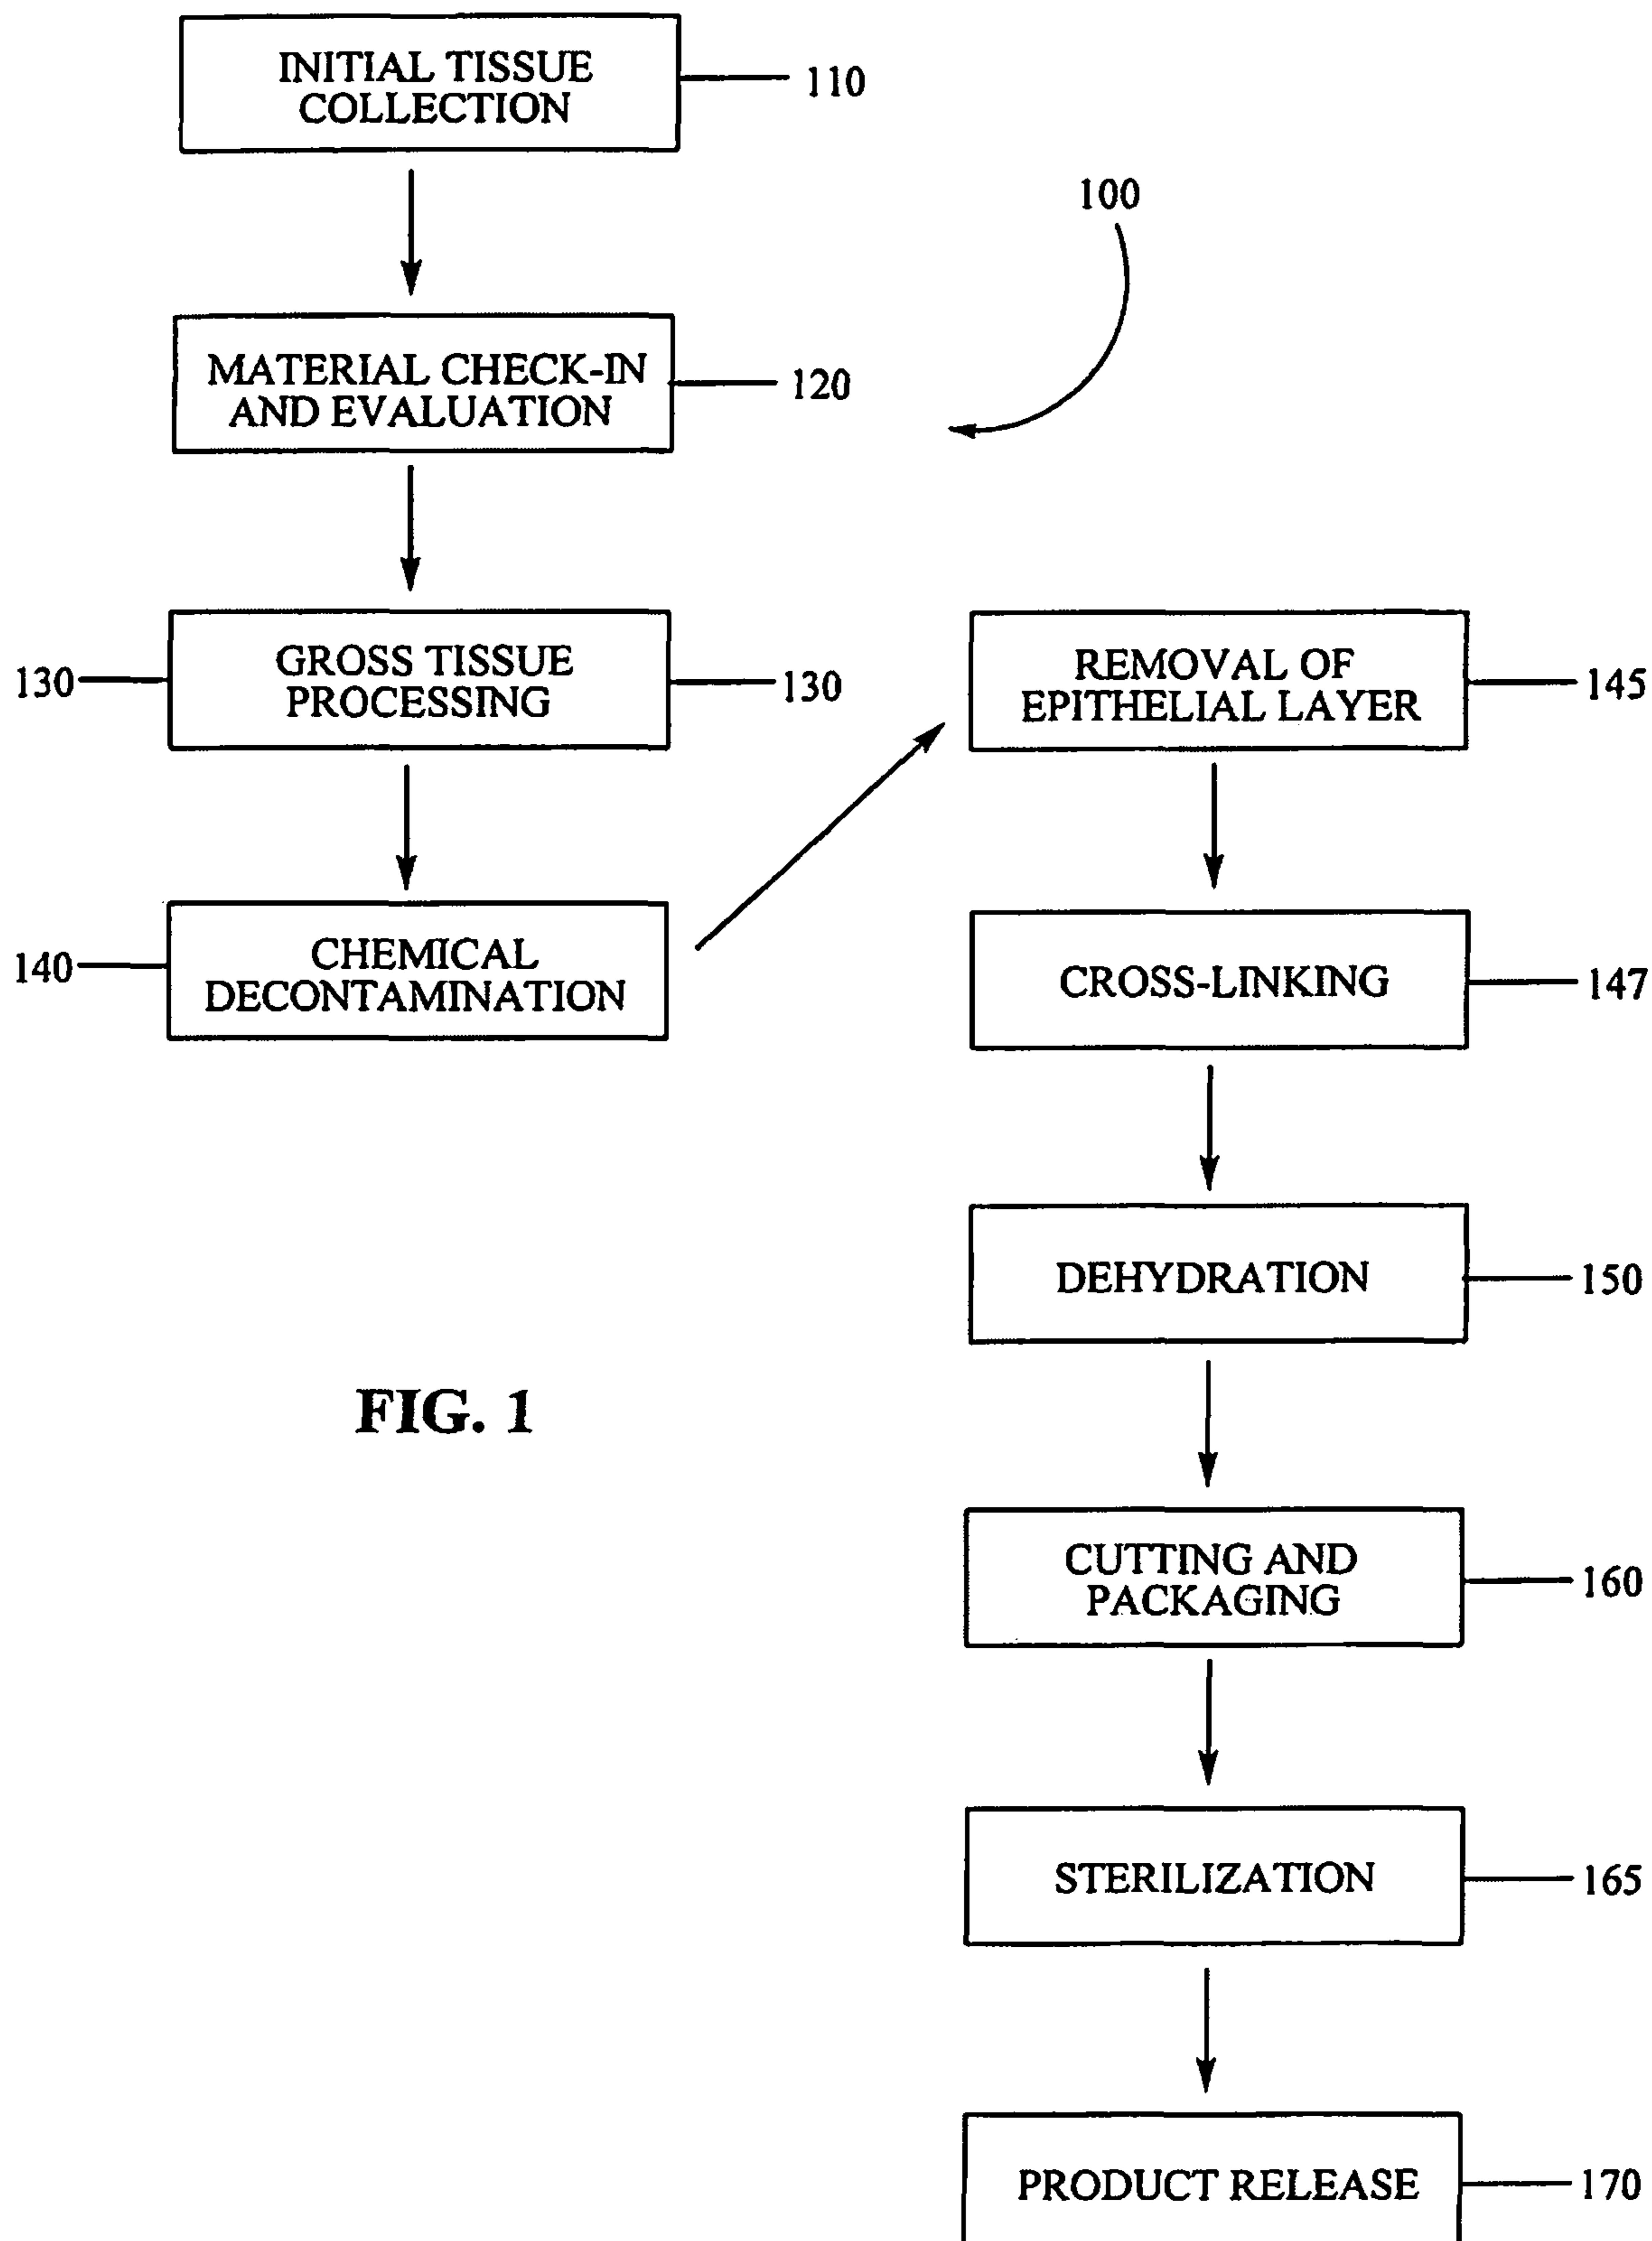 INITIAL TISSUE
COLLECTION
110
100
MATERIAL CHECK-IN
AND EVALUATION
120
130
GROSS TISSUE
PROCESSING
130
140
CHEMICAL
DECONTAMINATION
REMOVAL OF
EPITHELIAL LAYER
145
CROSS-LINKING
147
DEHYDRATION
150
FIG. 1
CUTTING AND
PACKAGING
160
STERILIZATION
165
PRODUCT RELEASE
170